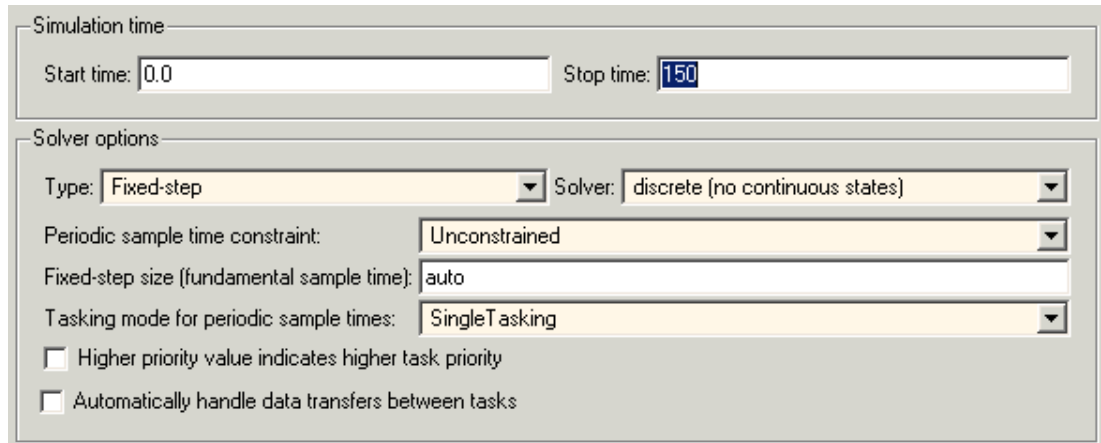 Simulation time
Start time: 0.0 Stop time: 150
Solver options
Type: Fixed-step Solver: discrete (no continuous states)
Periodic sample time constraint: Unconstrained
Fixed-step size (fundamental sample time): auto
Tasking mode for periodic sample times: SingleTasking
Higher priority value indicates higher task priority
Automatically handle data transfers between tasks